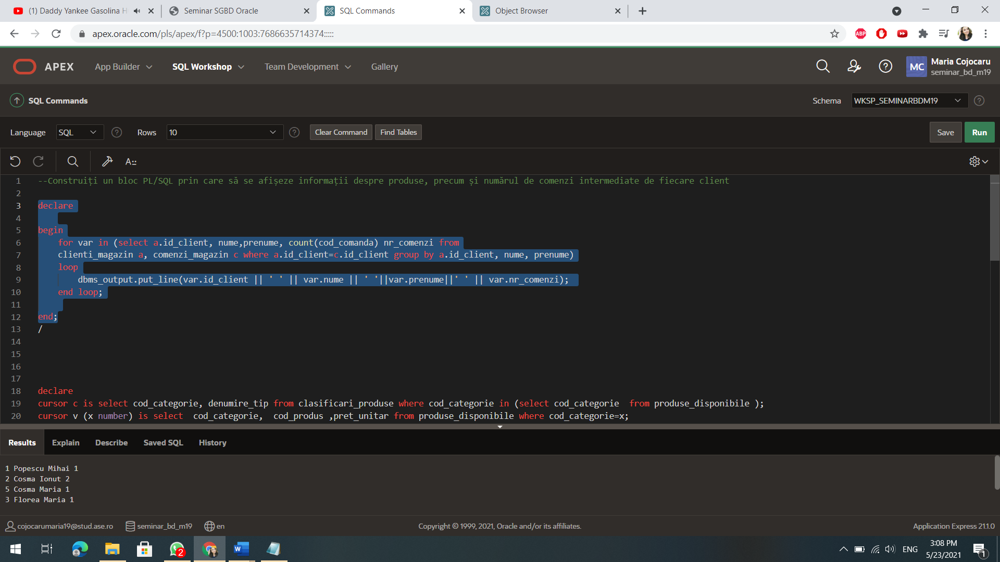 (1) Daddy Yankee Gasolina H
Seminar SGBD Oracle
SQL Commands
Object Browser
apex.oracle.com/pls/apex/f?p=4500:1003:7686635714374:::::
ABP
APEX
App Builder
SQL Workshop
Team Development
Gallery
MC
Maria Cojocaru
seminar_bd_m19
SQL Commands
Schema
WKSP_SEMINARBDM19
Language
SQL
Rows
10
Clear Command
Find Tables
Save
Run
A::
1 --Construiți un bloc PL/SQL prin care să se afișeze informații despre produse, precum și numărul de comenzi intermediate de fiecare client
2
3 declare
4
5 begin
6 for var in (select a.id_client, nume,prenume, count(cod_comanda) nr_comenzi from
7 clienti_magazin a, comenzi_magazin c where a.id_client=c.id_client group by a.id_client, nume, prenume)
8 loop
9 dbms_output.put_line(var.id_client || ' ' || var.nume || ' '||var.prenume||' ' || var.nr_comenzi);
10 end loop;
11
12 end;
13 /
14
15
16
17
18 declare
19 cursor c is select cod_categorie, denumire_tip from clasificari_produse where cod_categorie in (select cod_categorie  from produse_disponibile );
20 cursor v (x number) is select  cod_categorie,  cod_produs ,pret_unitar from produse_disponibile where cod_categorie=x;
Results
Explain
Describe
Saved SQL
History
1 Popescu Mihai 1
2 Cosma Ionut 2
5 Cosma Maria 1
3 Florea Maria 1
cojocarumaria19@stud.ase.ro
seminar_bd_m19
en
Copyright © 1999, 2021, Oracle and/or its affiliates.
Application Express 21.1.0
2
W
ENG
3:08 PM
5/23/2021
1